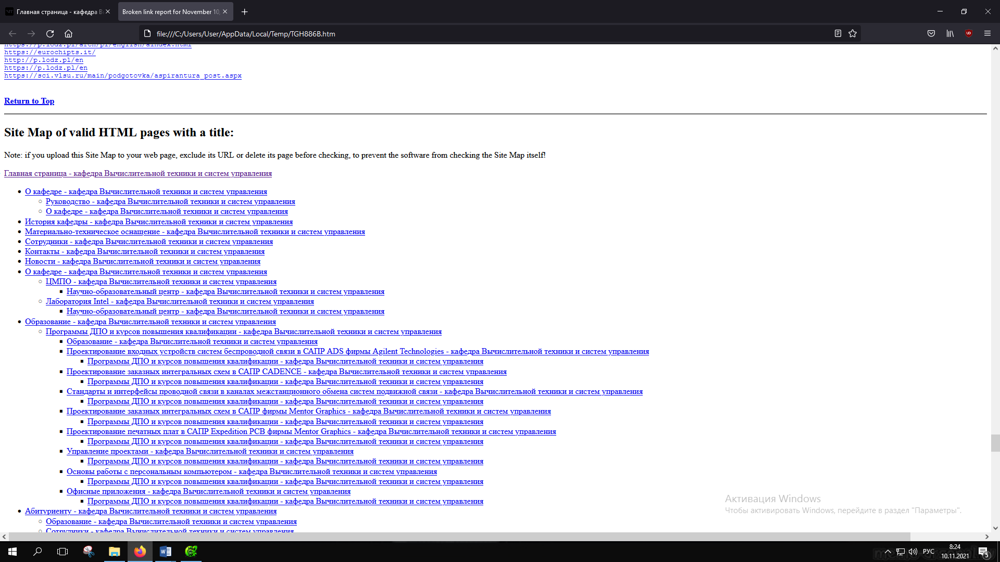 Главная страница - кафедра В
Broken link report for November 10,
file:///C:/Users/User/AppData/Local/Temp/TGH886B.htm
https://p.lodz.pl/arch/pl/english/aindex.html
https://eurochipts.it/
http://p.lodz.pl/en
https://p.lodz.pl/en
https://sci.vlsu.ru/main/podgotovka/aspirantura_post.aspx
Return to Top
Site Map of valid HTML pages with a title:
Note: if you upload this Site Map to your web page, exclude its URL or delete its page before checking, to prevent the software from checking the Site Map itself!
Главная страница - кафедра Вычислительной техники и систем управления
О кафедре - кафедра Вычислительной техники и систем управления
Руководство - кафедра Вычислительной техники и систем управления
О кафедре - кафедра Вычислительной техники и систем управления
История кафедры - кафедра Вычислительной техники и систем управления
Материально-техническое оснащение - кафедра Вычислительной техники и систем управления
Сотрудники - кафедра Вычислительной техники и систем управления
Контакты - кафедра Вычислительной техники и систем управления
Новости - кафедра Вычислительной техники и систем управления
О кафедре - кафедра Вычислительной техники и систем управления
ЦМПО - кафедра Вычислительной техники и систем управления
Научно-образовательный центр - кафедра Вычислительной техники и систем управления
Лаборатория Intel - кафедра Вычислительной техники и систем управления
Научно-образовательный центр - кафедра Вычислительной техники и систем управления
Образование - кафедра Вычислительной техники и систем управления
Программы ДПО и курсов повышения квалификации - кафедра Вычислительной техники и систем управления
Образование - кафедра Вычислительной техники и систем управления
Проектирование входных устройств систем беспроводной связи в САПР ADS фирмы Agilent Technologies - кафедра Вычислительной техники и систем управления
Программы ДПО и курсов повышения квалификации - кафедра Вычислительной техники и систем управления
Проектирование заказных интегральных схем в САПР CADENCE - кафедра Вычислительной техники и систем управления
Программы ДПО и курсов повышения квалификации - кафедра Вычислительной техники и систем управления
Стандарты и интерфейсы проводной связи в каналах межстанционного обмена систем подвижной связи - кафедра Вычислительной техники и систем управления
Программы ДПО и курсов повышения квалификации - кафедра Вычислительной техники и систем управления
Проектирование заказных интегральных схем в САПР фирмы Mentor Graphics - кафедра Вычислительной техники и систем управления
Программы ДПО и курсов повышения квалификации - кафедра Вычислительной техники и систем управления
Проектирование печатных плат в САПР Expedition PCB фирмы Mentor Graphics - кафедра Вычислительной техники и систем управления
Программы ДПО и курсов повышения квалификации - кафедра Вычислительной техники и систем управления
Управление проектами - кафедра Вычислительной техники и систем управления
Программы ДПО и курсов повышения квалификации - кафедра Вычислительной техники и систем управления
Основы работы с персональным компьютером - кафедра Вычислительной техники и систем управления
Программы ДПО и курсов повышения квалификации - кафедра Вычислительной техники и систем управления
Офисные приложения - кафедра Вычислительной техники и систем управления
Программы ДПО и курсов повышения квалификации - кафедра Вычислительной техники и систем управления
Абитуриенту - кафедра Вычислительной техники и систем управления
Образование - кафедра Вычислительной техники и систем управления
Сотрудники - кафедра Вычислительной техники и систем управления
Активация Windows
Чтобы активировать Windows, перейдите в раздел "Параметры".
РУС
8:24
10.11.2021
5